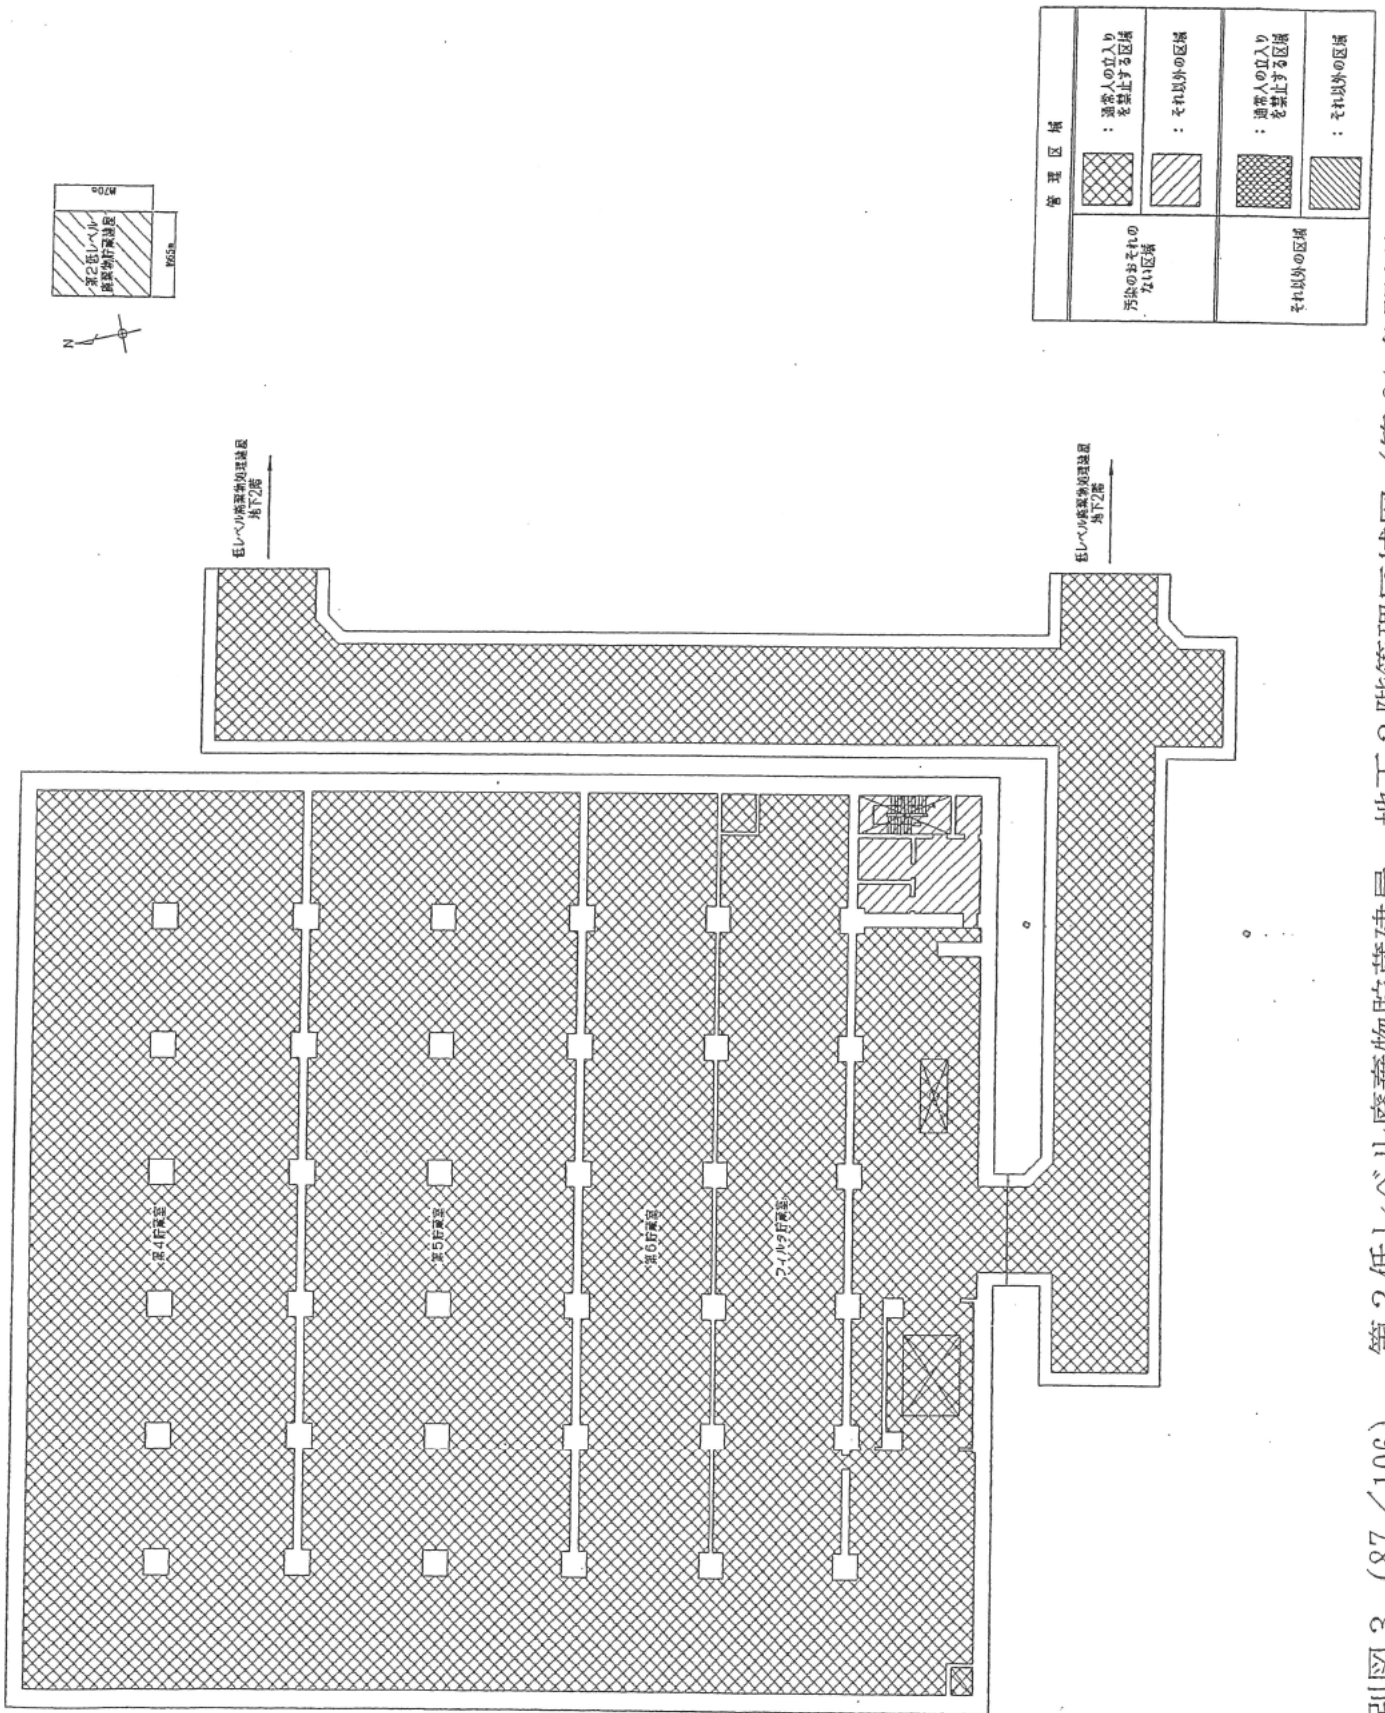 第2低レベル
廃棄物貯蔵建屋
約70m
約65m
N
低レベル廃棄物処理建屋
地下2階
低レベル廃棄物処理建屋
地下2階
第4貯蔵室
第5貯蔵室
第6貯蔵室
フィルタ貯蔵室
管理区域
汚染のおそれの
ない区域
：通常人の立入り
を禁止する区域
：それ以外の区域
それ以外の区域
：通常人の立入り
を禁止する区域
：それ以外の区域
図3 (87/106) 第2低レベル廃棄物貯蔵建屋 地下2階管理区域図